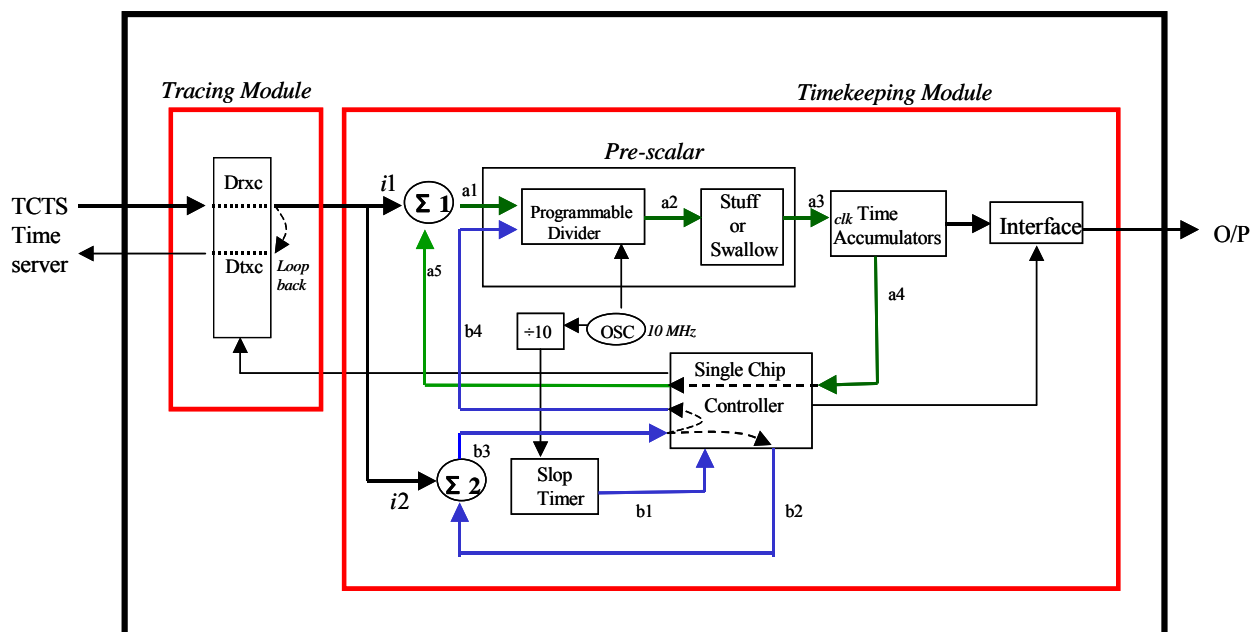 Tracing Module
Timekeeping Module
Pre-scalar
TCTS
Time
server
Drxc
Dtxc
Loop
back
i1
Σ 1
a1
Programmable
Divider
a2
Stuff
or
Swallow
a3
clk Time
Accumulators
Interface
O/P
a5
a4
b4
÷10
OSC
10 MHz
Single Chip
Controller
b3
Σ 2
i2
Slop
Timer
b1
b2